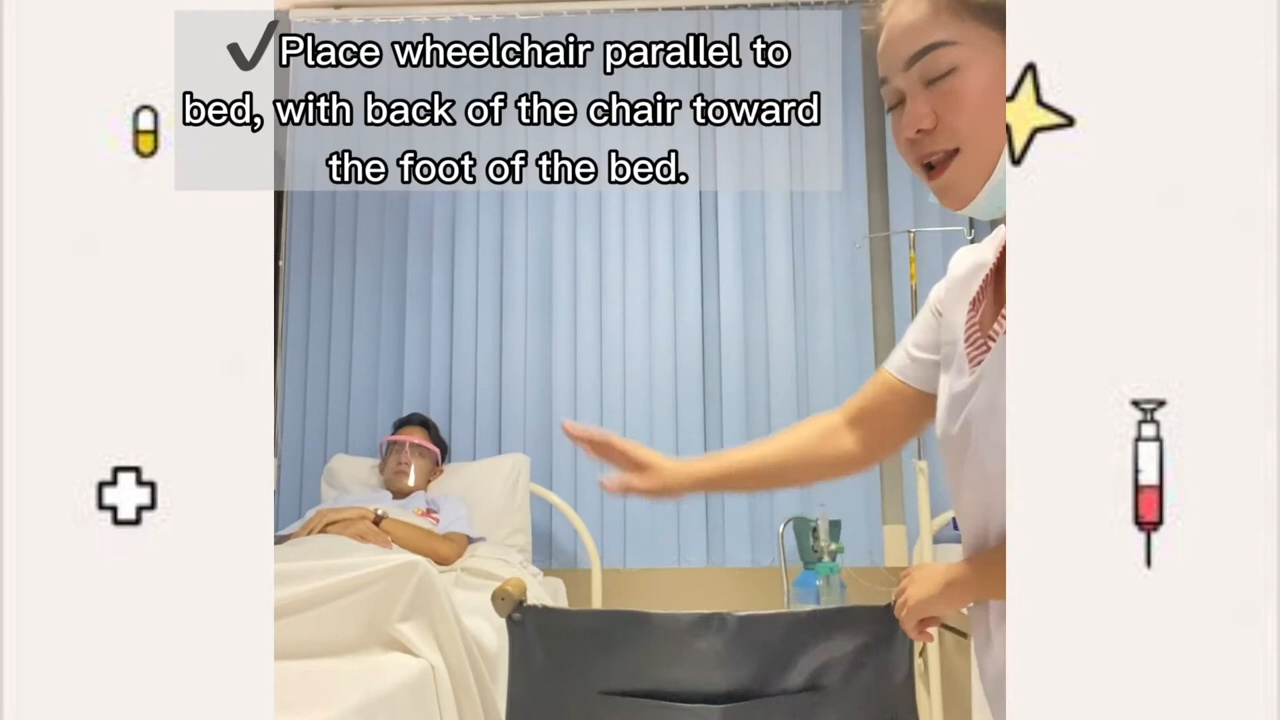 ✔Place wheelchair parallel to
bed, with back of the chair toward
the foot of the bed.